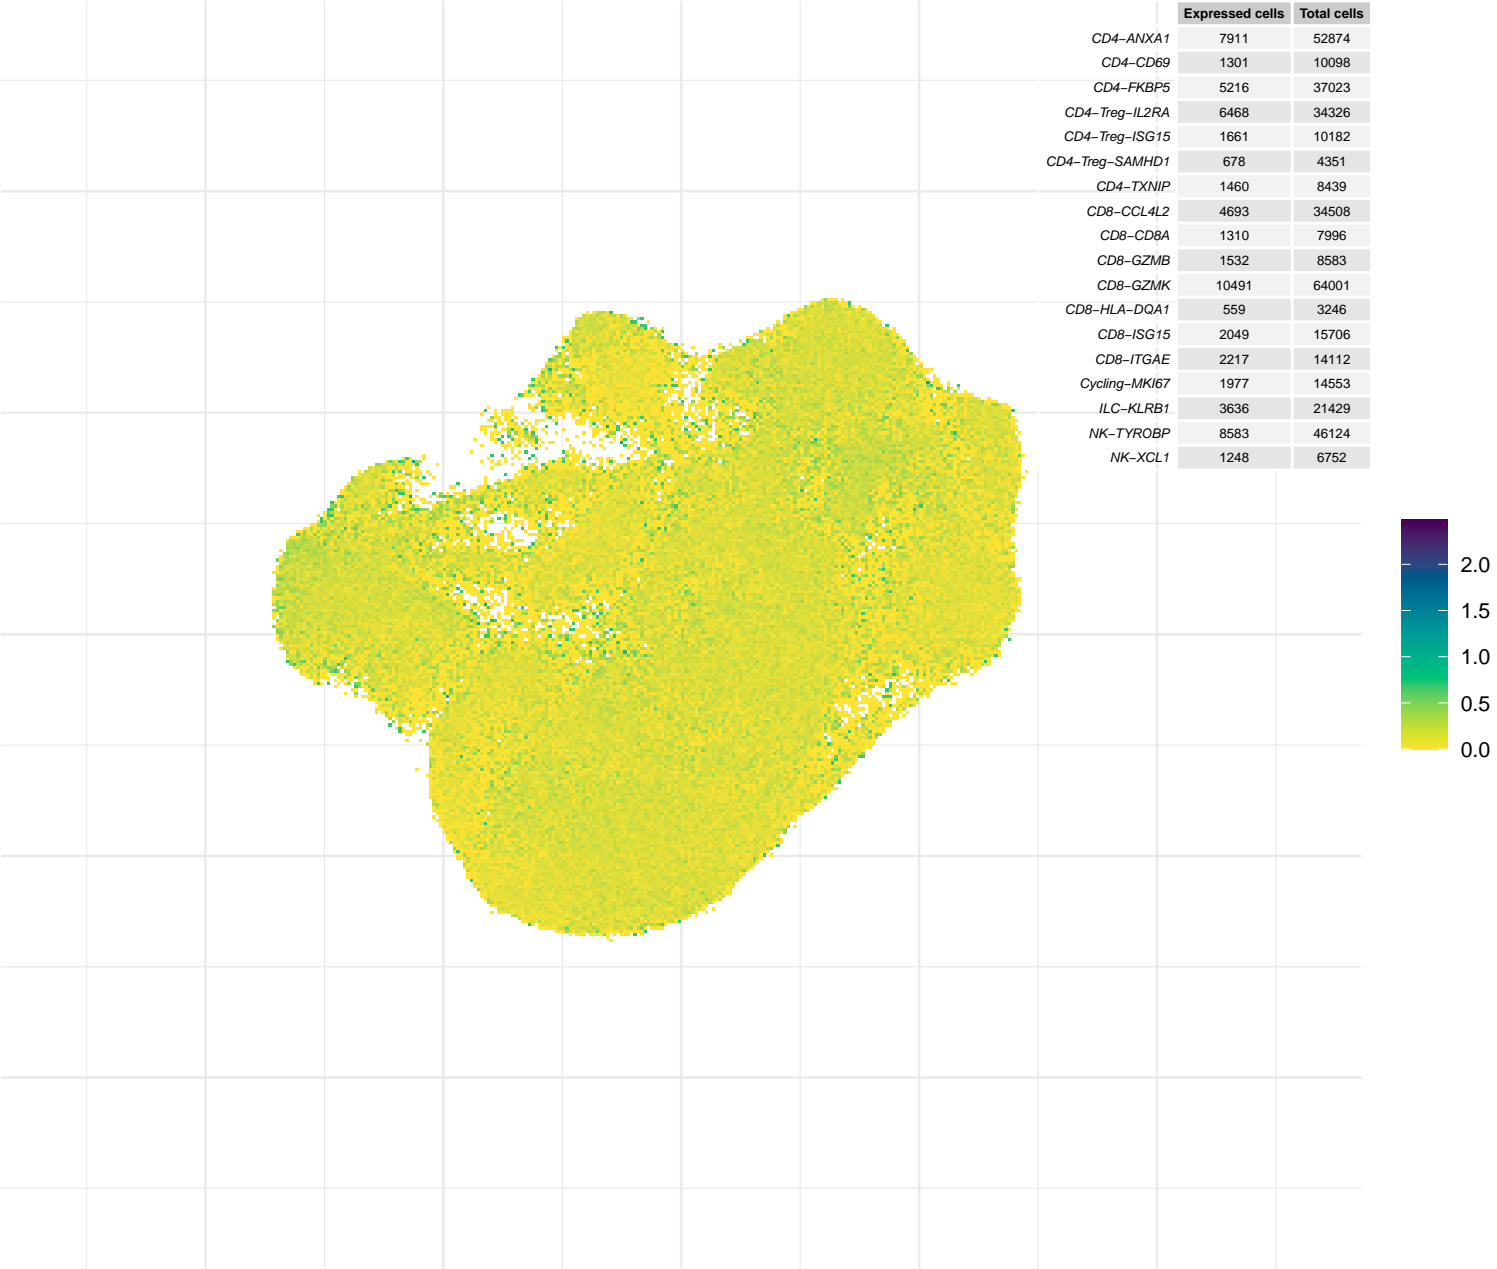 Expressed cells Total cells
CD4−ANXA1 7911 52874
CD4−CD69 1301 10098
CD4−FKBP5 5216 37023
CD4−Treg−IL2RA 6468 34326
CD4−Treg−ISG15 1661 10182
CD4−Treg−SAMHD1 678 4351
CD4−TXNIP 1460 8439
CD8−CCL4L2 4693 34508
CD8−CD8A 1310 7996
CD8−GZMB 1532 8583
CD8−GZMK 10491 64001
CD8−HLA−DQA1 559 3246
CD8−ISG15 2049 15706
CD8−ITGAE 2217 14112
Cycling−MKI67 1977 14553
ILC−KLRB1 3636 21429
NK−TYROBP 8583 46124
NK−XCL1 1248 6752
2.0
1.5
1.0
0.5
0.0